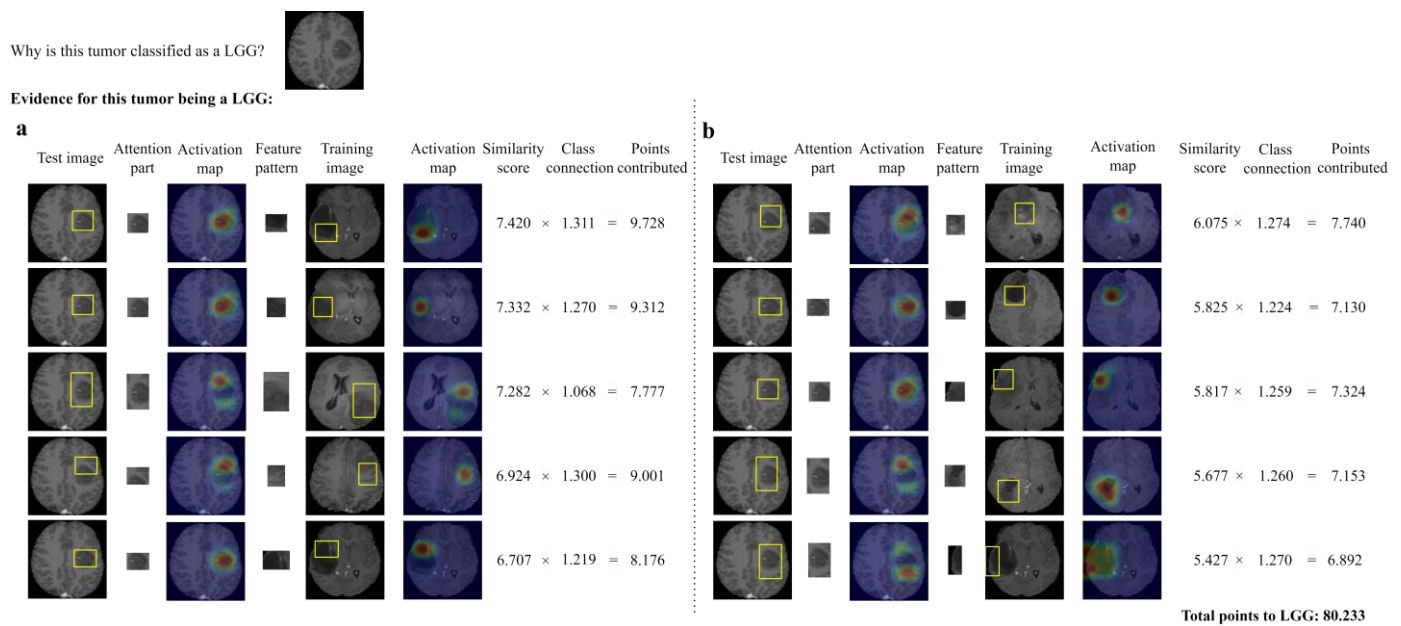 Why is this tumor classified as a LGG?
Evidence for this tumor being a LGG:
a
Test image Attention part Activation map Feature pattern Training image Activation map Similarity score Class connection Points contributed
7.420 × 1.311 = 9.728
7.332 × 1.270 = 9.312
7.282 × 1.068 = 7.777
6.924 × 1.300 = 9.001
6.707 × 1.219 = 8.176
b
Test image Attention part Activation map Feature pattern Training image Activation map Similarity score Class connection Points contributed
6.075 × 1.274 = 7.740
5.825 × 1.224 = 7.130
5.817 × 1.259 = 7.324
5.677 × 1.260 = 7.153
5.427 × 1.270 = 6.892
Total points to LGG: 80.233